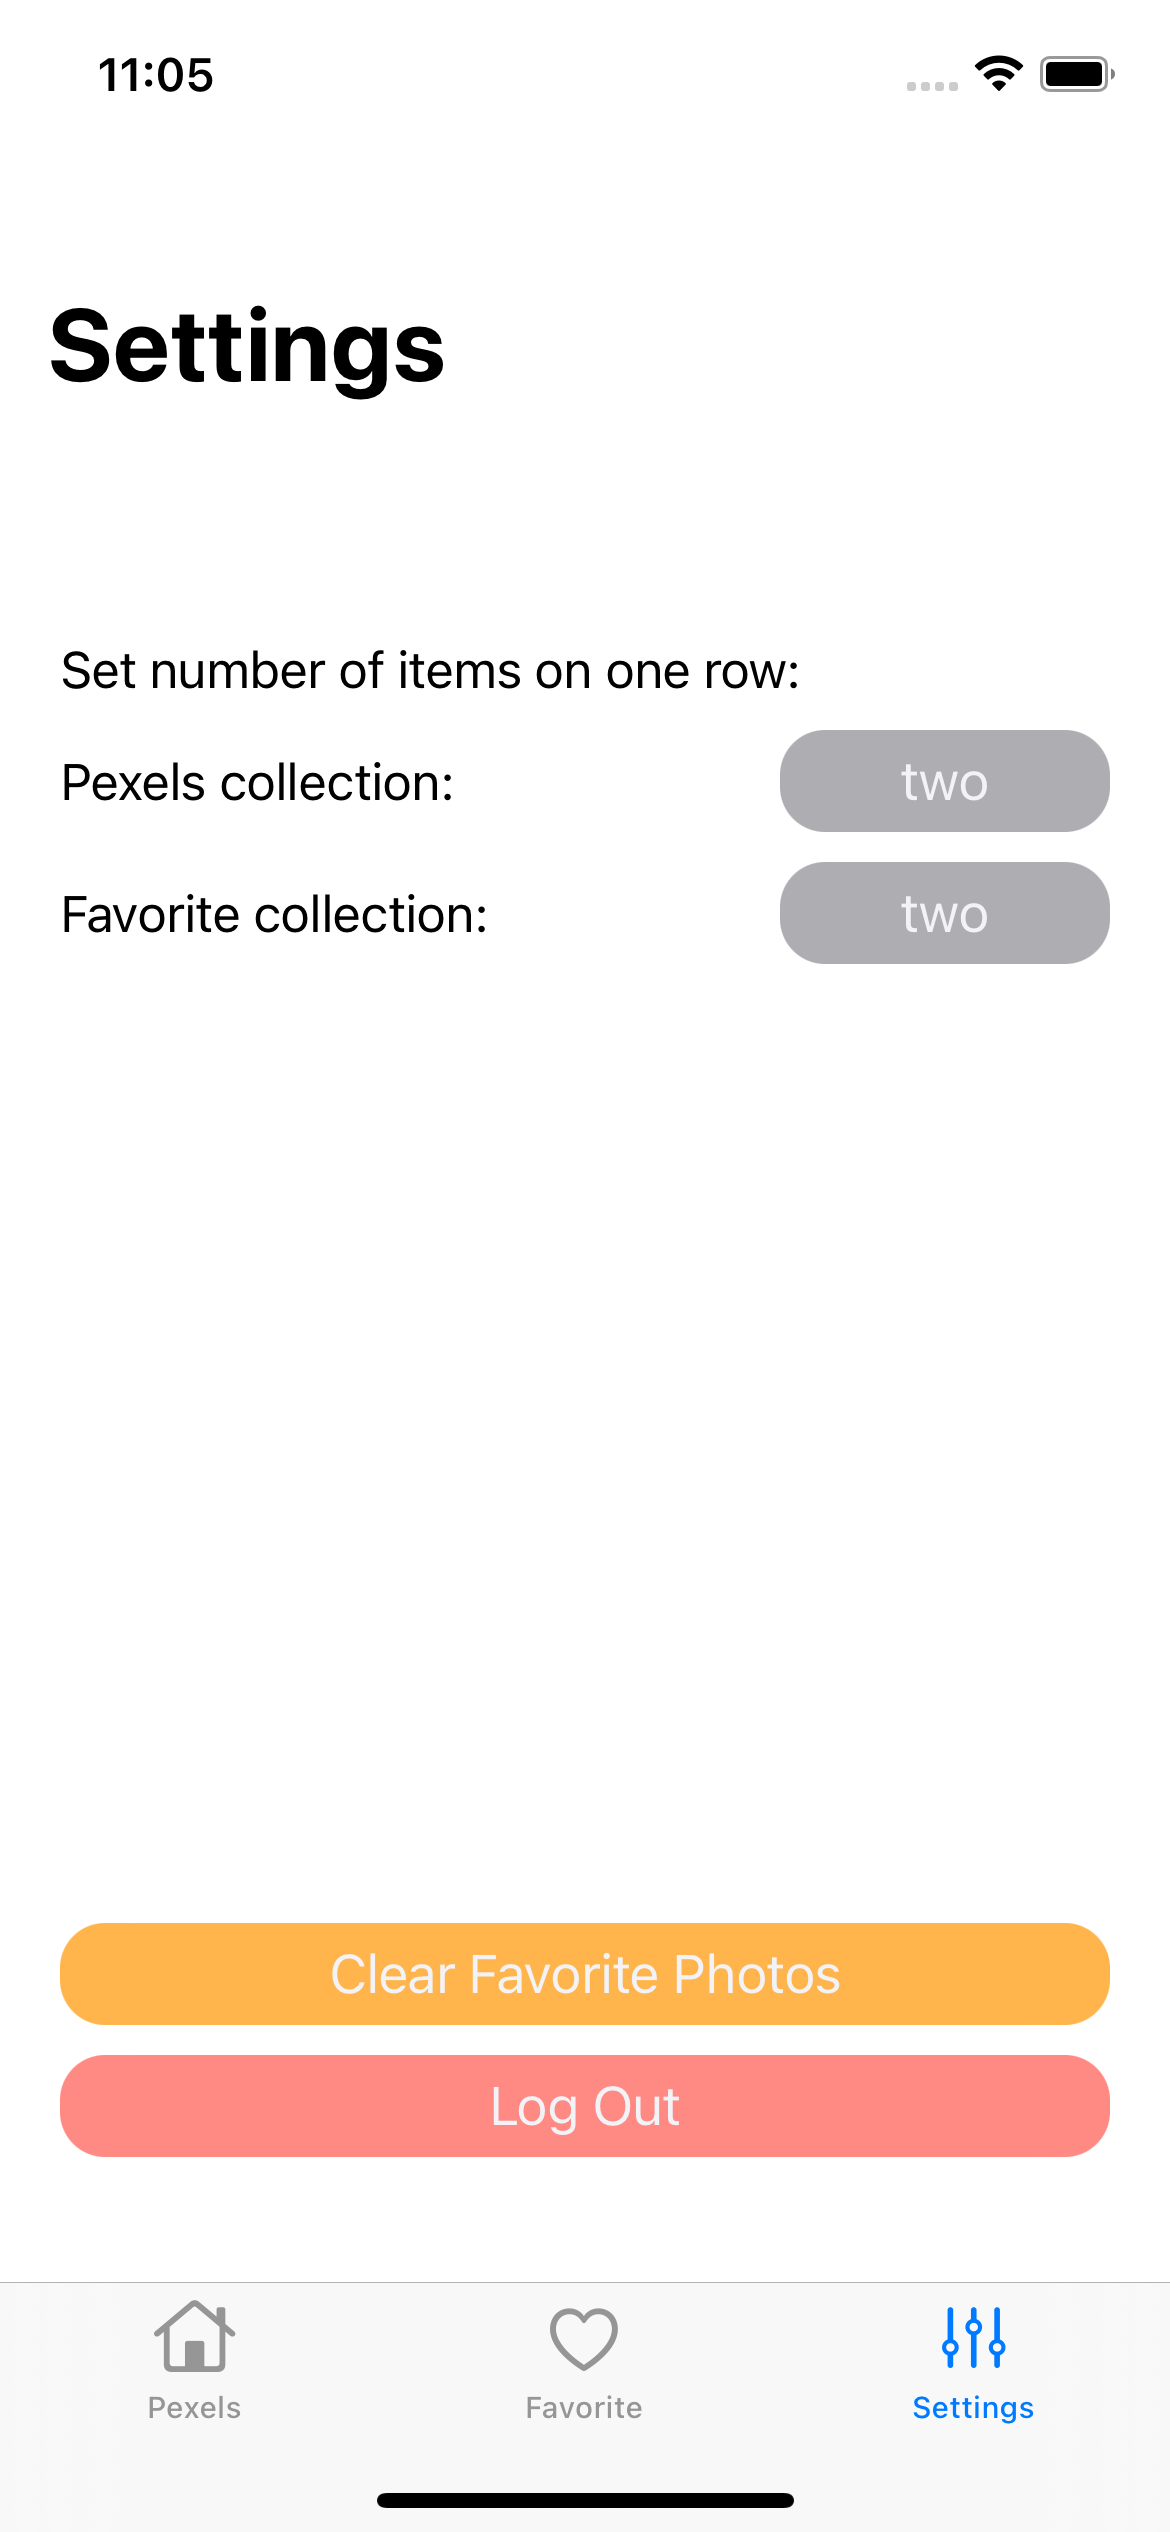 11:05
Settings
Set number of items on one row:
Pexels collection:
two
Favorite collection:
two
Clear Favorite Photos
Log Out
Pexels
Favorite
Settings